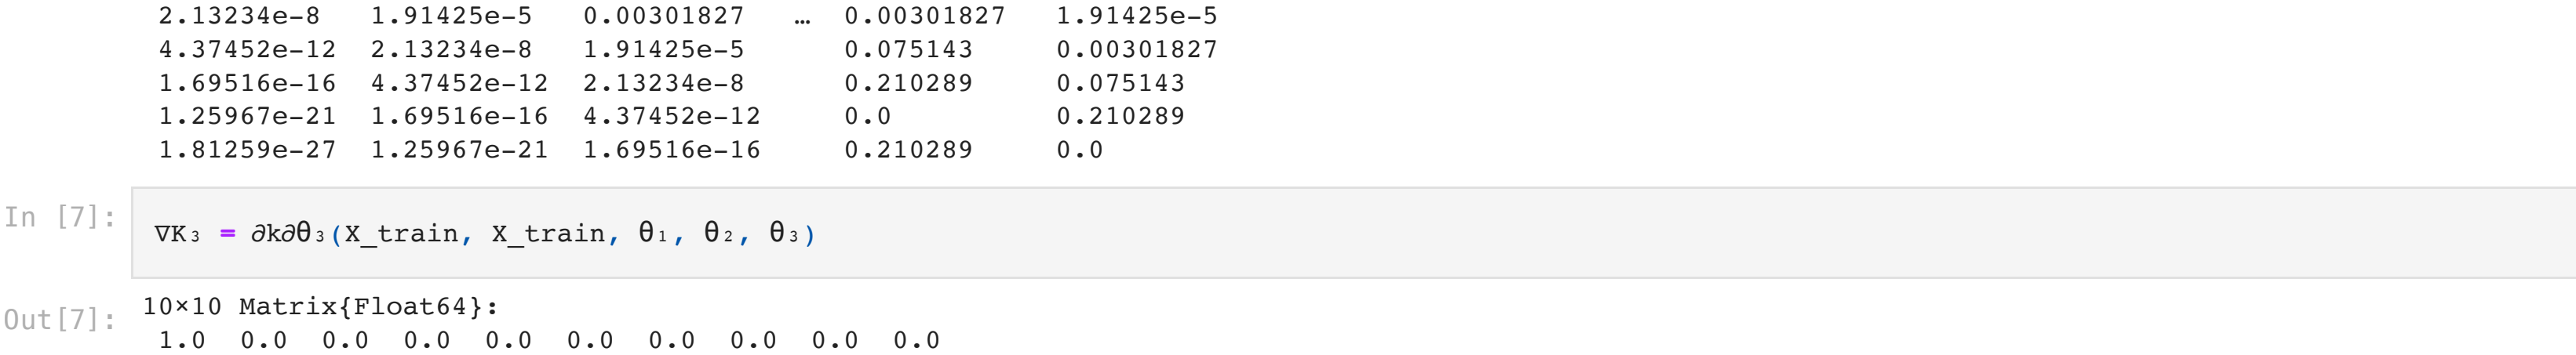 2.13234e-8 1.91425e-5 0.00301827 … 0.00301827 1.91425e-5
4.37452e-12 2.13234e-8 1.91425e-5 0.075143 0.00301827
1.69516e-16 4.37452e-12 2.13234e-8 0.210289 0.075143
1.25967e-21 1.69516e-16 4.37452e-12 0.0 0.210289
1.81259e-27 1.25967e-21 1.69516e-16 0.210289 0.0
In [7]: ∇K₃ = ∂k∂θ₃(X_train, X_train, θ₁, θ₂, θ₃)
Out[7]: 10×10 Matrix{Float64}:
1.0 0.0 0.0 0.0 0.0 0.0 0.0 0.0 0.0 0.0